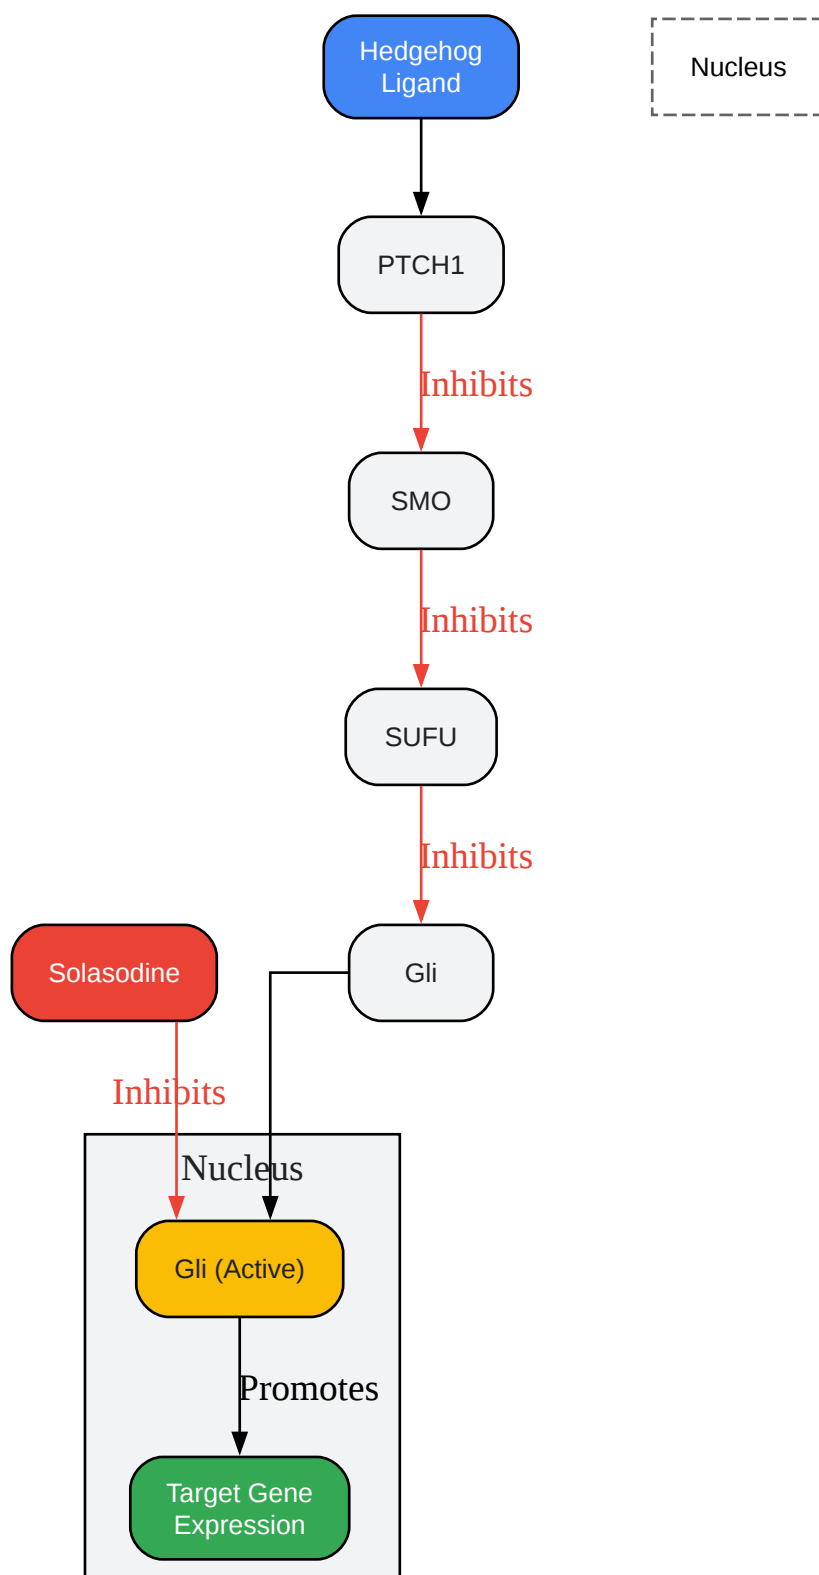 Hedgehog
Ligand
Nucleus
PTCH1
Inhibits
SMO
Inhibits
SUFU
Inhibits
Solasodine
Gli
Inhibits
Nucleus
Gli (Active)
Promotes
Target Gene
Expression